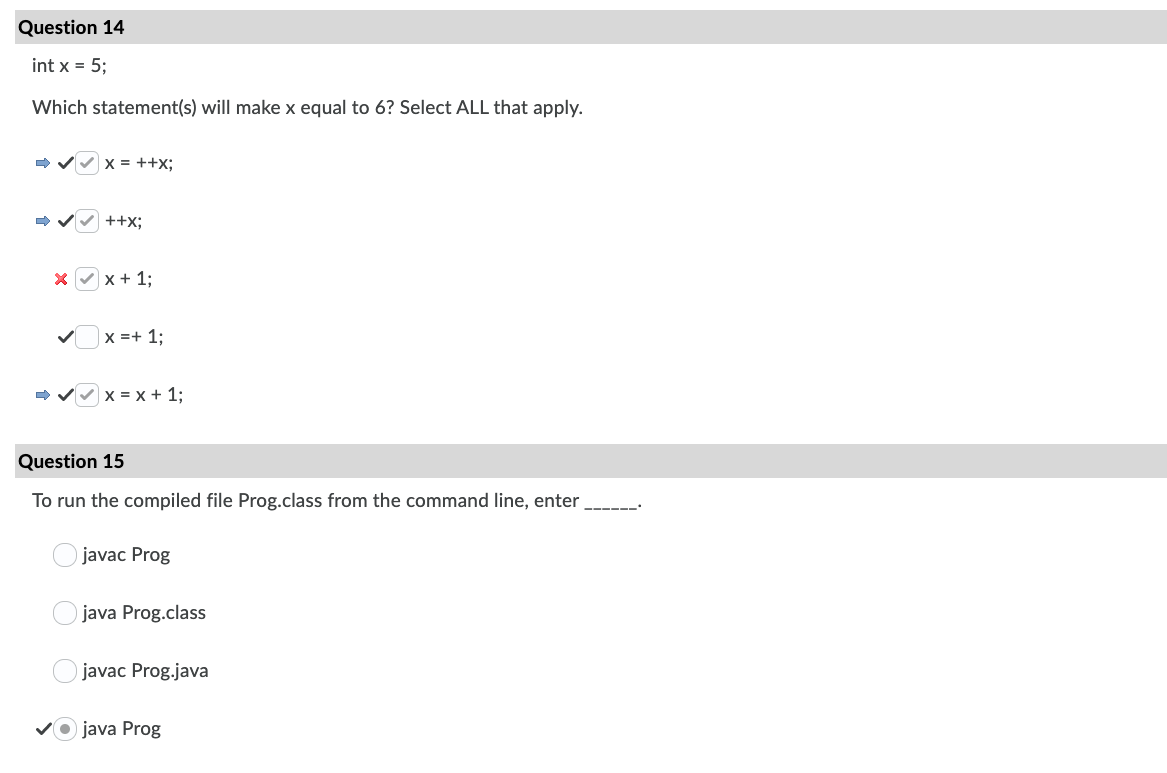 Question 14
int x = 5;
Which statement(s) will make x equal to 6? Select ALL that apply.
x = ++x;
++x;
x + 1;
x =+ 1;
x = x + 1;
Question 15
To run the compiled file Prog.class from the command line, enter ______.
javac Prog
java Prog.class
javac Prog.java
java Prog